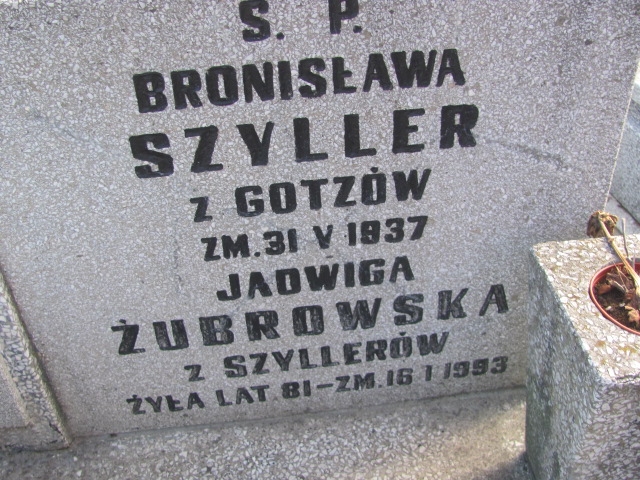 Ś. P.
BRONISŁAWA
SZYLLER
Z GOTZÓW
ZM. 31 V 1937
JADWIGA
ŻUBROWSKA
Z SZYLLERÓW
ŻYŁA LAT 81 - ZM. 16 I 1993